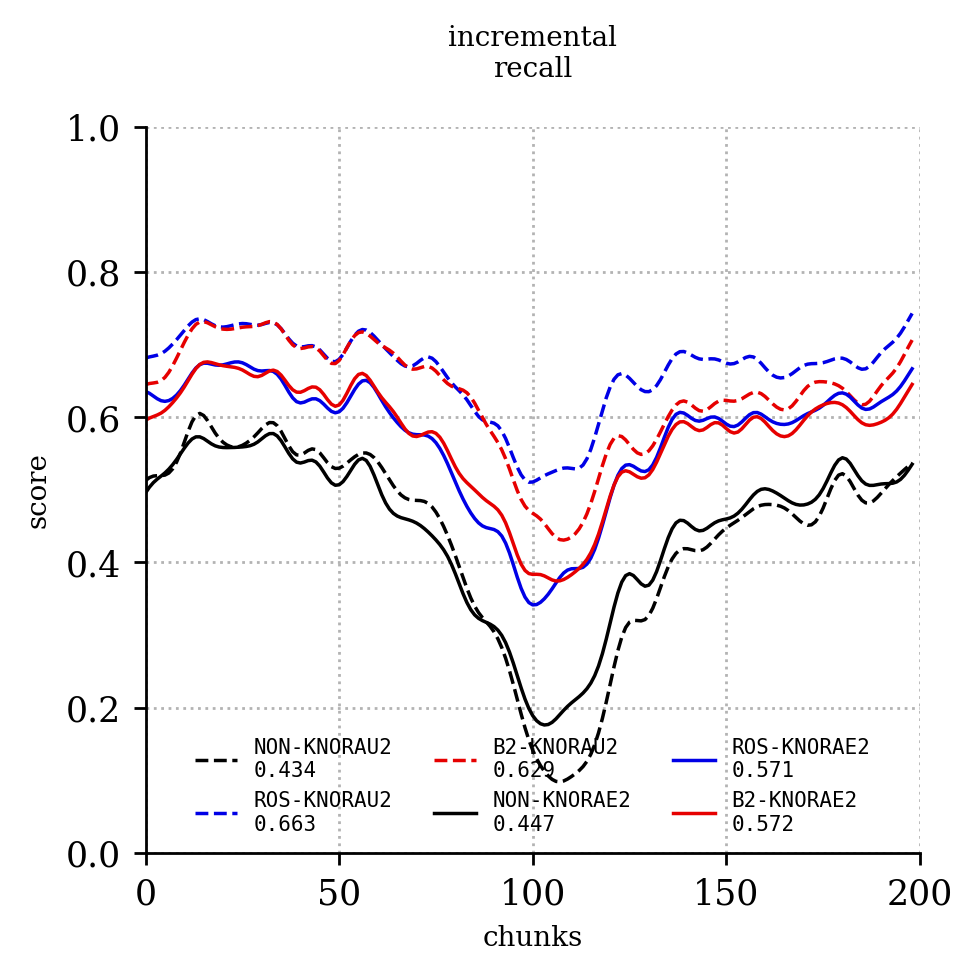 incremental
recall
1.0
0.8
0.6
0.4
0.2
0.0
score
NON-KNORAU2
0.434
ROS-KNORAU2
0.663
B2-KNORAU2
0.629
NON-KNORAE2
0.447
ROS-KNORAE2
0.571
B2-KNORAE2
0.572
0 50 100 150 200
chunks